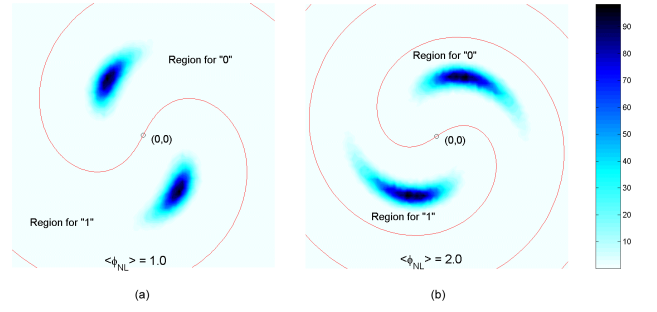 Region for "0"
(0,0)
Region for "1"
<ϕNL> = 1.0
(a)
Region for "0"
(0,0)
Region for "1"
<ϕNL> = 2.0
(b)
90
80
70
60
50
40
30
20
10